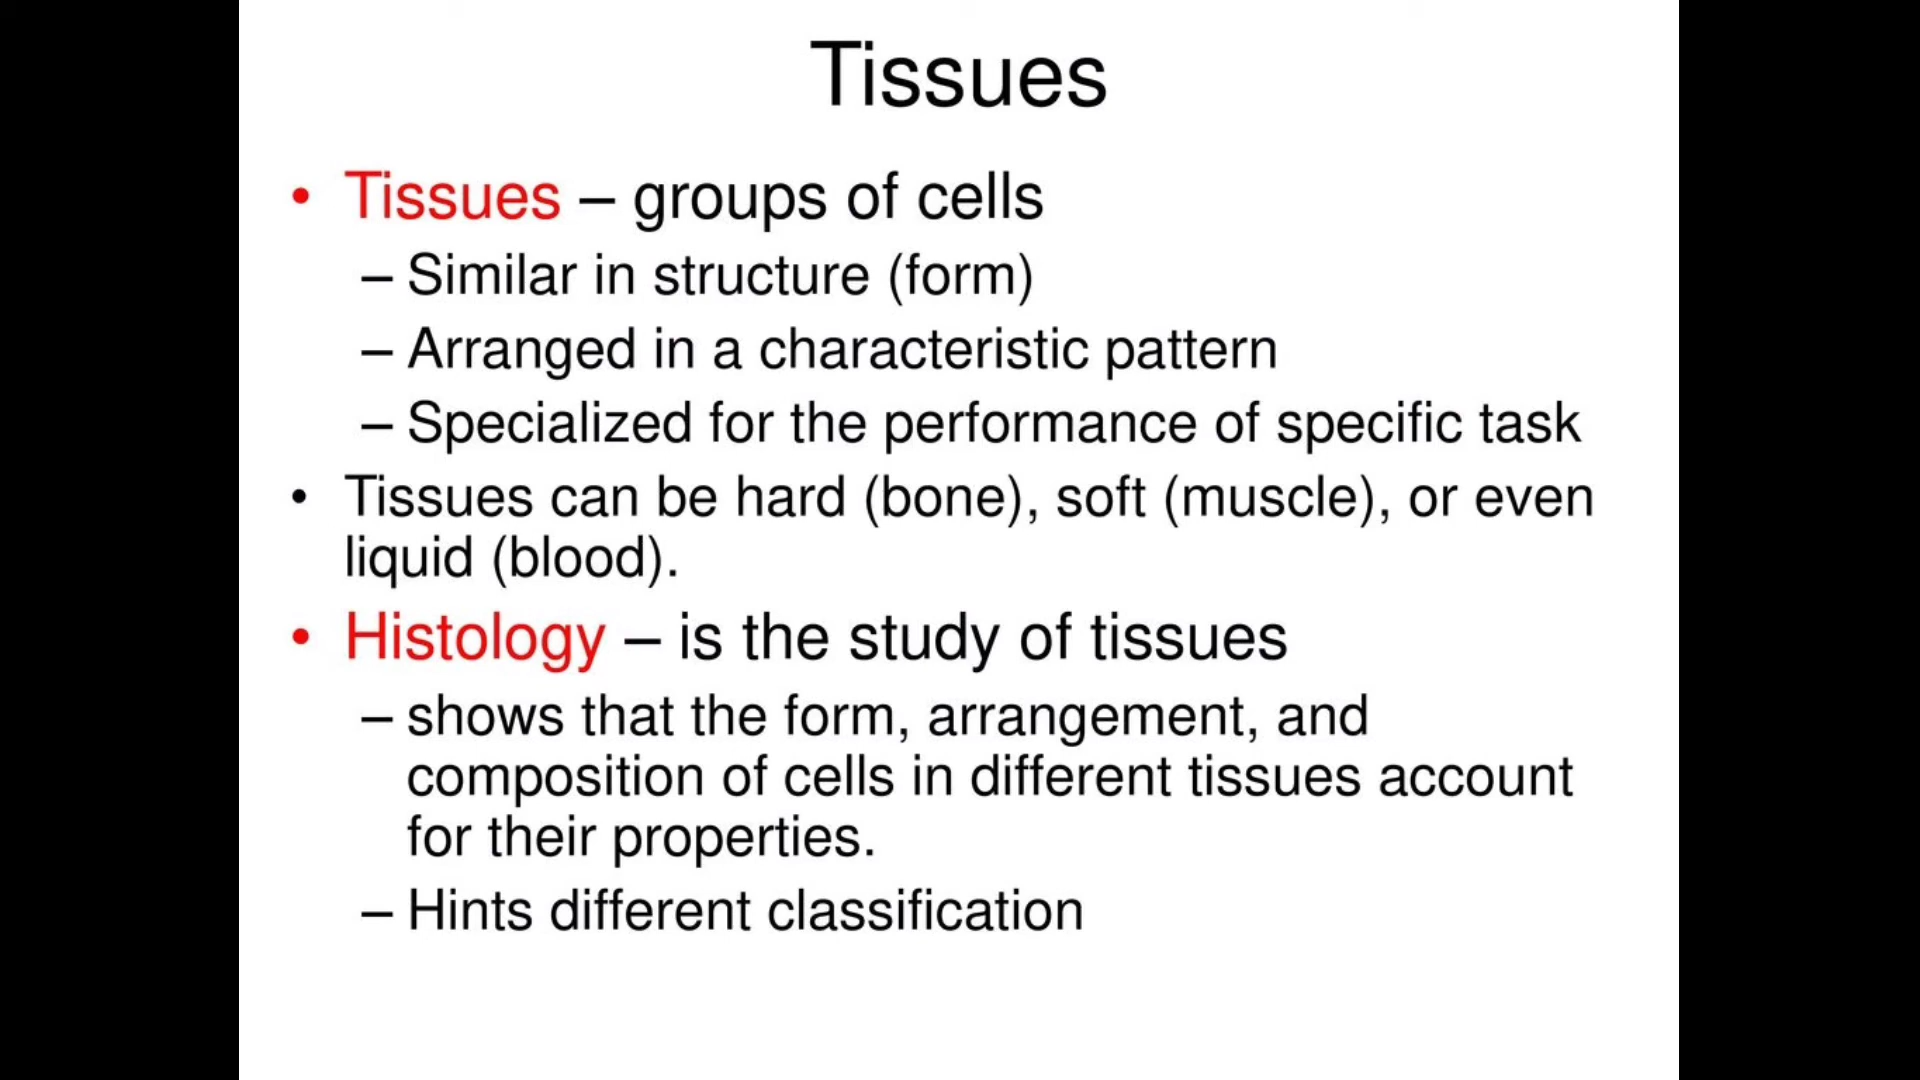 Tissues
• Tissues – groups of cells
– Similar in structure (form)
– Arranged in a characteristic pattern
– Specialized for the performance of specific task
• Tissues can be hard (bone), soft (muscle), or even
liquid (blood).
• Histology – is the study of tissues
– shows that the form, arrangement, and
composition of cells in different tissues account
for their properties.
– Hints different classification